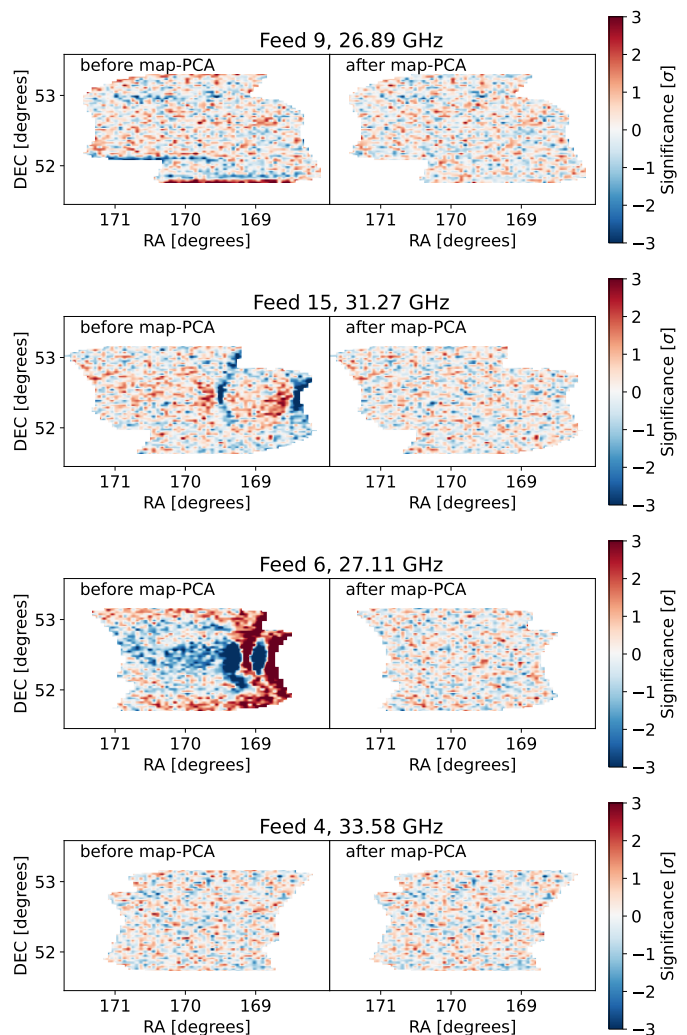 Feed 9, 26.89 GHz
before map-PCA
after map-PCA
DEC [degrees]
53
52
171
170
169
171
170
169
RA [degrees]
RA [degrees]
3
2
1
0
−1
−2
−3
Significance [σ]
Feed 15, 31.27 GHz
before map-PCA
after map-PCA
DEC [degrees]
53
52
171
170
169
171
170
169
RA [degrees]
RA [degrees]
3
2
1
0
−1
−2
−3
Significance [σ]
Feed 6, 27.11 GHz
before map-PCA
after map-PCA
DEC [degrees]
53
52
171
170
169
171
170
169
RA [degrees]
RA [degrees]
3
2
1
0
−1
−2
−3
Significance [σ]
Feed 4, 33.58 GHz
before map-PCA
after map-PCA
DEC [degrees]
53
52
171
170
169
171
170
169
RA [degrees]
RA [degrees]
3
2
1
0
−1
−2
−3
Significance [σ]